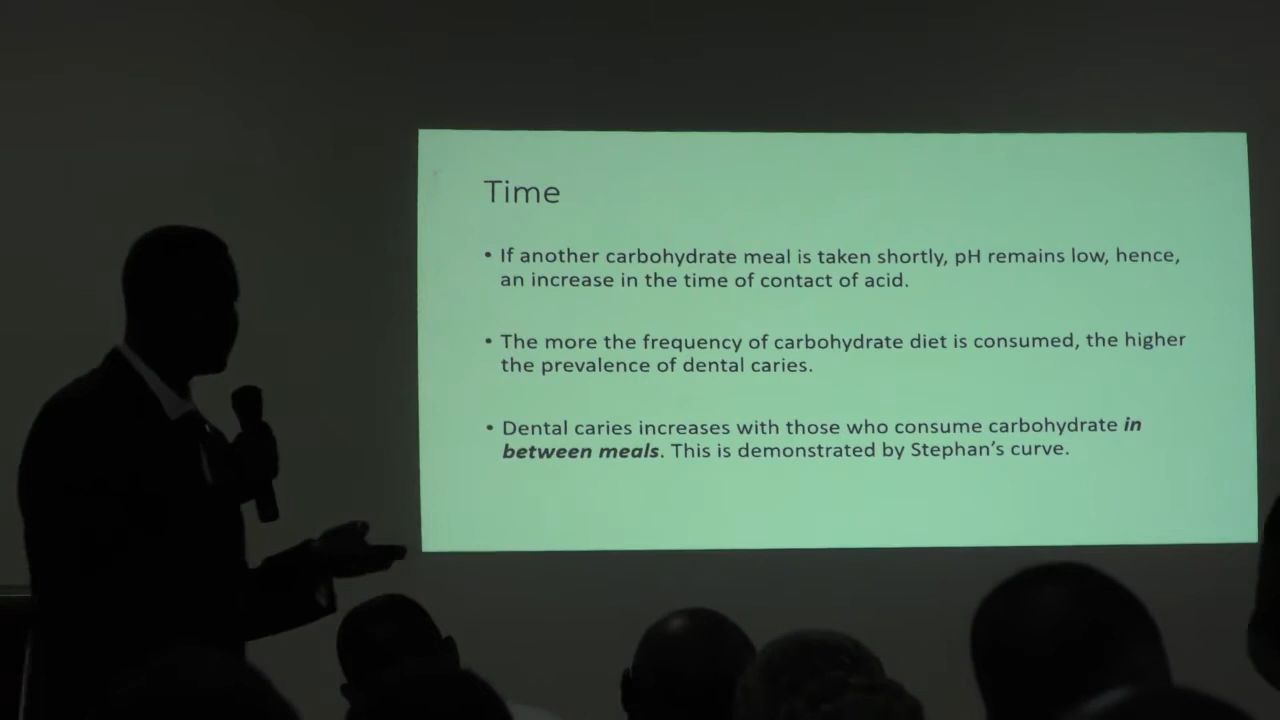 Time
• If another carbohydrate meal is taken shortly, pH remains low, hence,
an increase in the time of contact of acid.
• The more the frequency of carbohydrate diet is consumed, the higher
the prevalence of dental caries.
• Dental caries increases with those who consume carbohydrate in
between meals. This is demonstrated by Stephan’s curve.